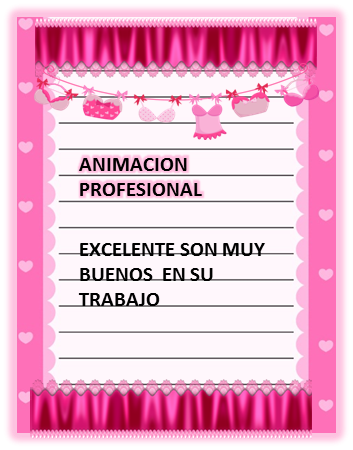 ANIMACION
PROFESIONAL
EXCELENTE SON MUY
BUENOS EN SU
TRABAJO